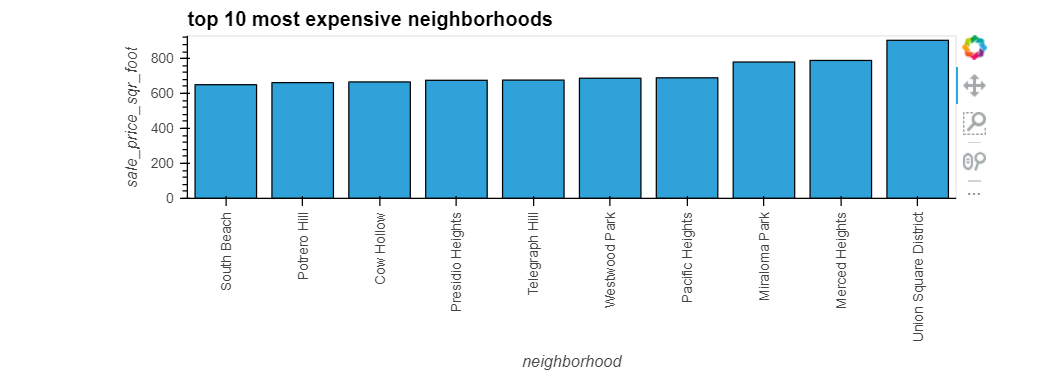 top 10 most expensive neighborhoods
sale_price_sqr_foot
800
600
400
200
0
South Beach
Potrero Hill
Cow Hollow
Presidio Heights
Telegraph Hill
Westwood Park
Pacific Heights
Miraloma Park
Merced Heights
Union Square District
neighborhood
...